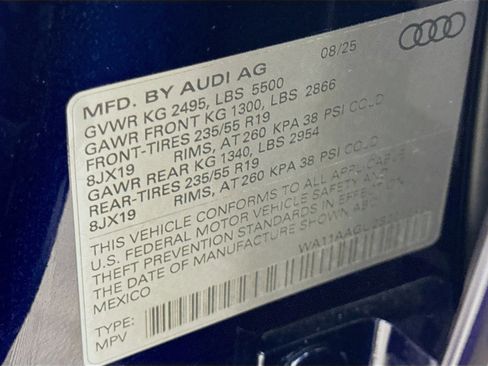 08/25
MFD. BY AUDI AG
GVWR KG 2495, LBS 5500
GAWR FRONT KG 1300, LBS 2866
FRONT-TIRES 235/55 R19
8JX19 RIMS, AT 260 KPA 38 PSI COLD
GAWR REAR KG 1340, LBS 2954
REAR-TIRES 235/55 R19
8JX19 RIMS, AT 260 KPA 38 PSI COLD
THIS VEHICLE CONFORMS TO ALL APPLICABLE
U.S. FEDERAL MOTOR VEHICLE SAFETY AND
THEFT PREVENTION STANDARDS IN EFFECT ON
THE DATE OF MANUFACTURE SHOWN ABOVE
MEXICO
TYPE:
MPV